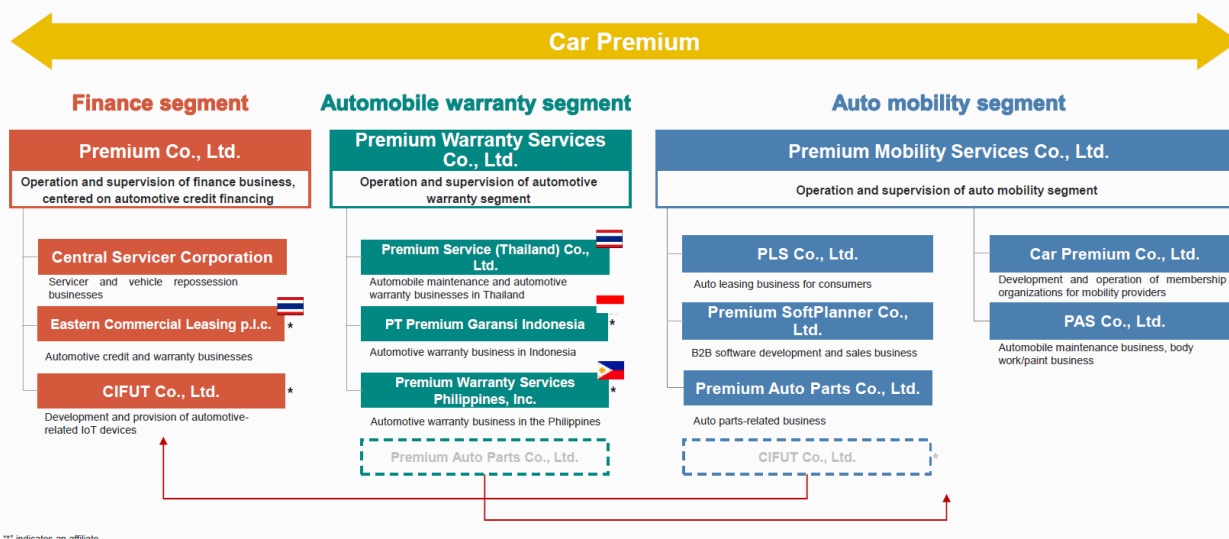 Car Premium
Finance segment
Premium Co., Ltd.
Operation and supervision of finance business,
centered on automotive credit financing
Central Servicer Corporation
Servicer and vehicle repossession
businesses
Eastern Commercial Leasing p.l.c. *
Automotive credit and warranty businesses
CIFUT Co., Ltd. *
Development and provision of automotive-
related IoT devices
Automobile warranty segment
Premium Warranty Services
Co., Ltd.
Operation and supervision of automotive
warranty segment
Premium Service (Thailand) Co.,
Ltd.
Automobile maintenance and automotive
warranty businesses in Thailand
PT Premium Garansi Indonesia *
Automotive warranty business in Indonesia
Premium Warranty Services
Philippines, Inc. *
Automotive warranty business in the Philippines
Premium Auto Parts Co., Ltd.
Auto mobility segment
Premium Mobility Services Co., Ltd.
Operation and supervision of auto mobility segment
PLS Co., Ltd.
Auto leasing business for consumers
Premium SoftPlanner Co.,
Ltd.
B2B software development and sales business
Premium Auto Parts Co., Ltd.
Auto parts-related business
CIFUT Co., Ltd. *
Car Premium Co., Ltd.
Development and operation of membership
organizations for mobility providers
PAS Co., Ltd.
Automobile maintenance business, body
work/paint business
"*" indicates an affiliate